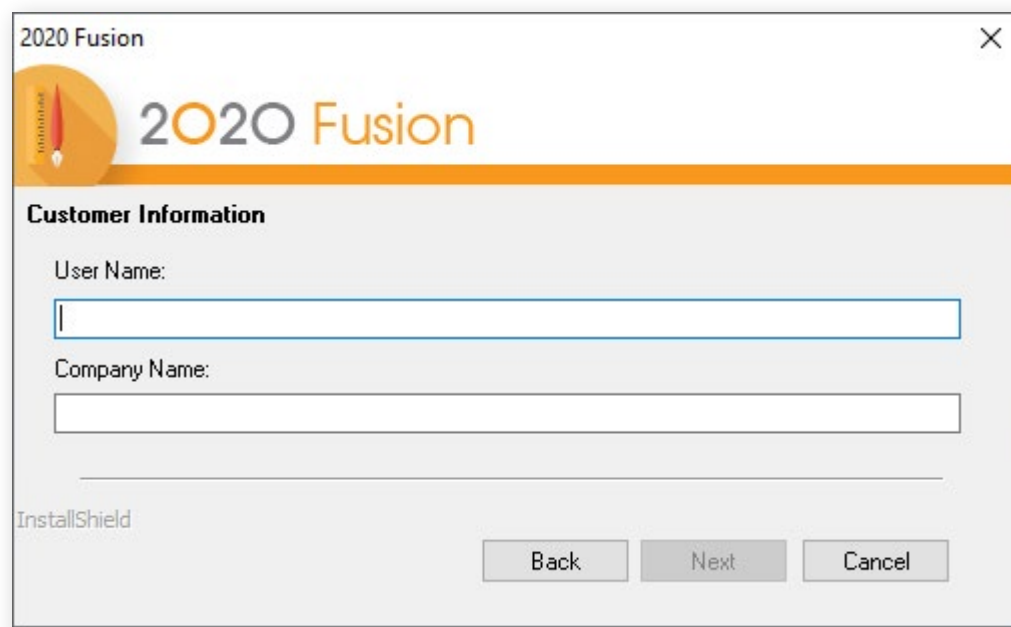 2020 Fusion
2020 Fusion
Customer Information
User Name:
Company Name:
InstallShield
Back Next Cancel